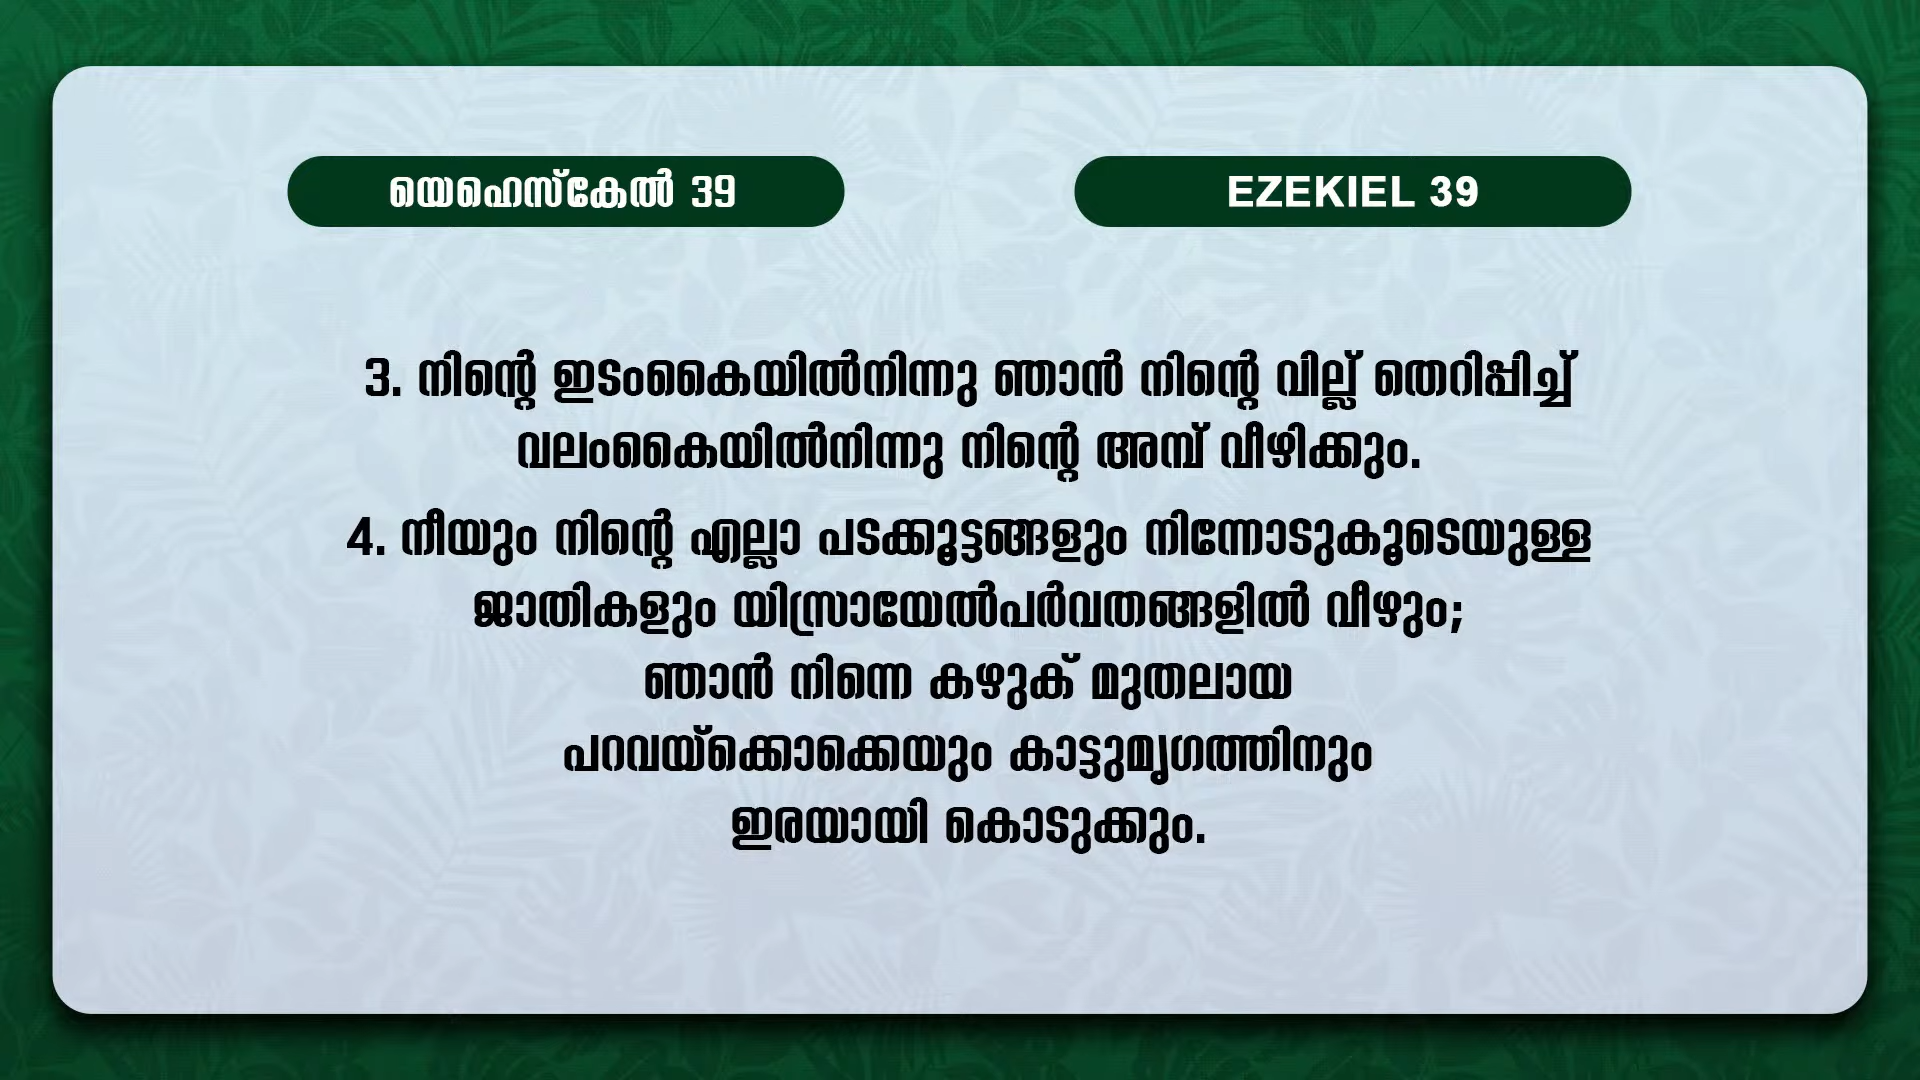 യെഹെസ്കേൽ 39
EZEKIEL 39
3. നിന്റെ ഇടംകൈയിൽനിന്നു ഞാൻ നിന്റെ വില്ല് തെറിപ്പിച്ച്
വലംകൈയിൽനിന്നു നിന്റെ അമ്പ് വീഴിക്കും.
4. നീയും നിന്റെ എല്ലാ പടക്കൂട്ടങ്ങളും നിന്നോടുകൂടെയുള്ള
ജാതികളും യിസ്രായേൽപർവതങ്ങളിൽ വീഴും;
ഞാൻ നിന്നെ കഴുക് മുതലായ
പറവയ്ക്കൊക്കെയും കാട്ടുമൃഗത്തിനും
ഇരയായി കൊടുക്കും.